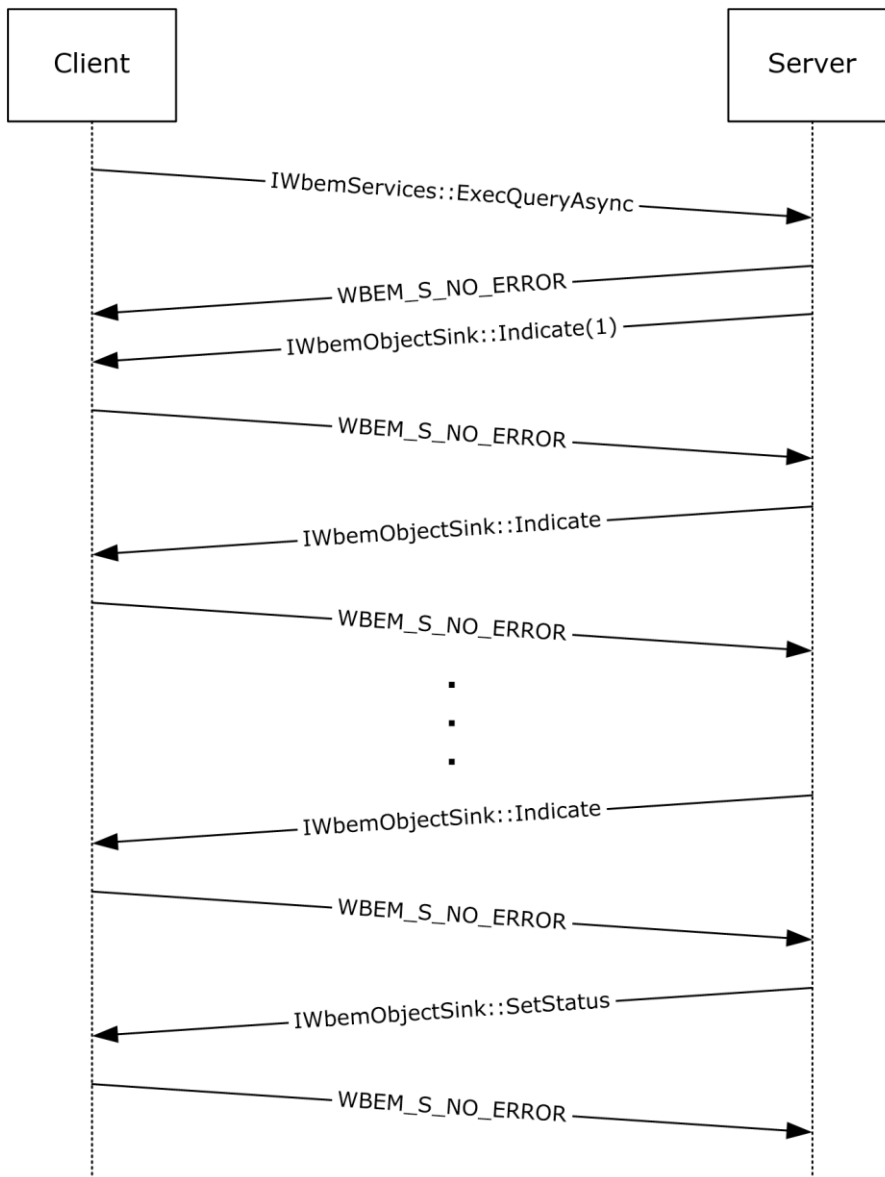 Client
Server
IWbemServices::ExecQueryAsync
WBEM_S_NO_ERROR
IWbemObjectSink::Indicate(1)
WBEM_S_NO_ERROR
IWbemObjectSink::Indicate
WBEM_S_NO_ERROR
IWbemObjectSink::Indicate
WBEM_S_NO_ERROR
IWbemObjectSink::SetStatus
WBEM_S_NO_ERROR